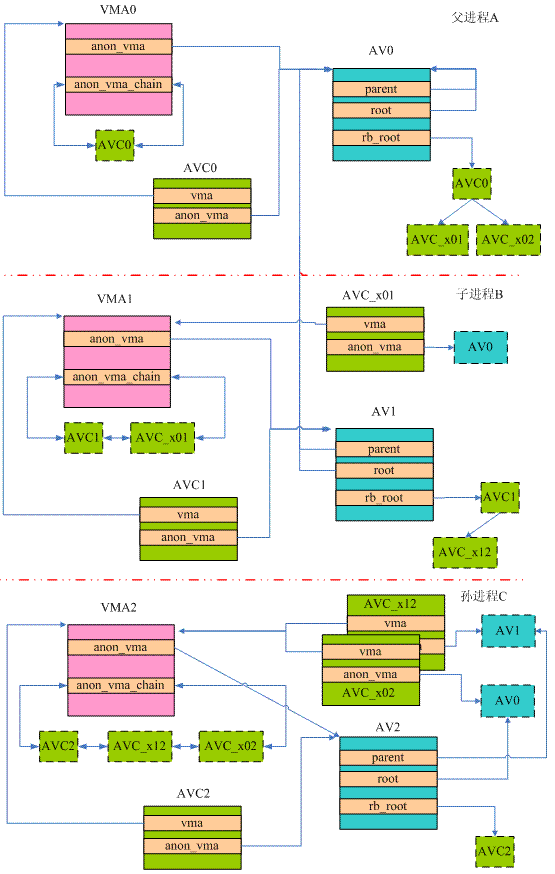 VMA0
父进程A
anon_vma
AV0
anon_vma_chain
parent
root
AVC0
rb_root
AVC0
AVC0
vma
anon_vma
AVC_x01
AVC_x02
VMA1
AVC_x01
子进程B
vma
anon_vma
anon_vma
AV0
anon_vma_chain
AV1
AVC1
AVC_x01
parent
root
AVC1
rb_root
AVC1
vma
anon_vma
AVC_x12
VMA2
AVC_x12
孙进程C
vma
AV1
anon_vma
vma
anon_vma
anon_vma_chain
AVC_x02
AV0
AV2
AVC2
AVC_x12
AVC_x02
parent
root
AVC2
rb_root
vma
anon_vma
AVC2